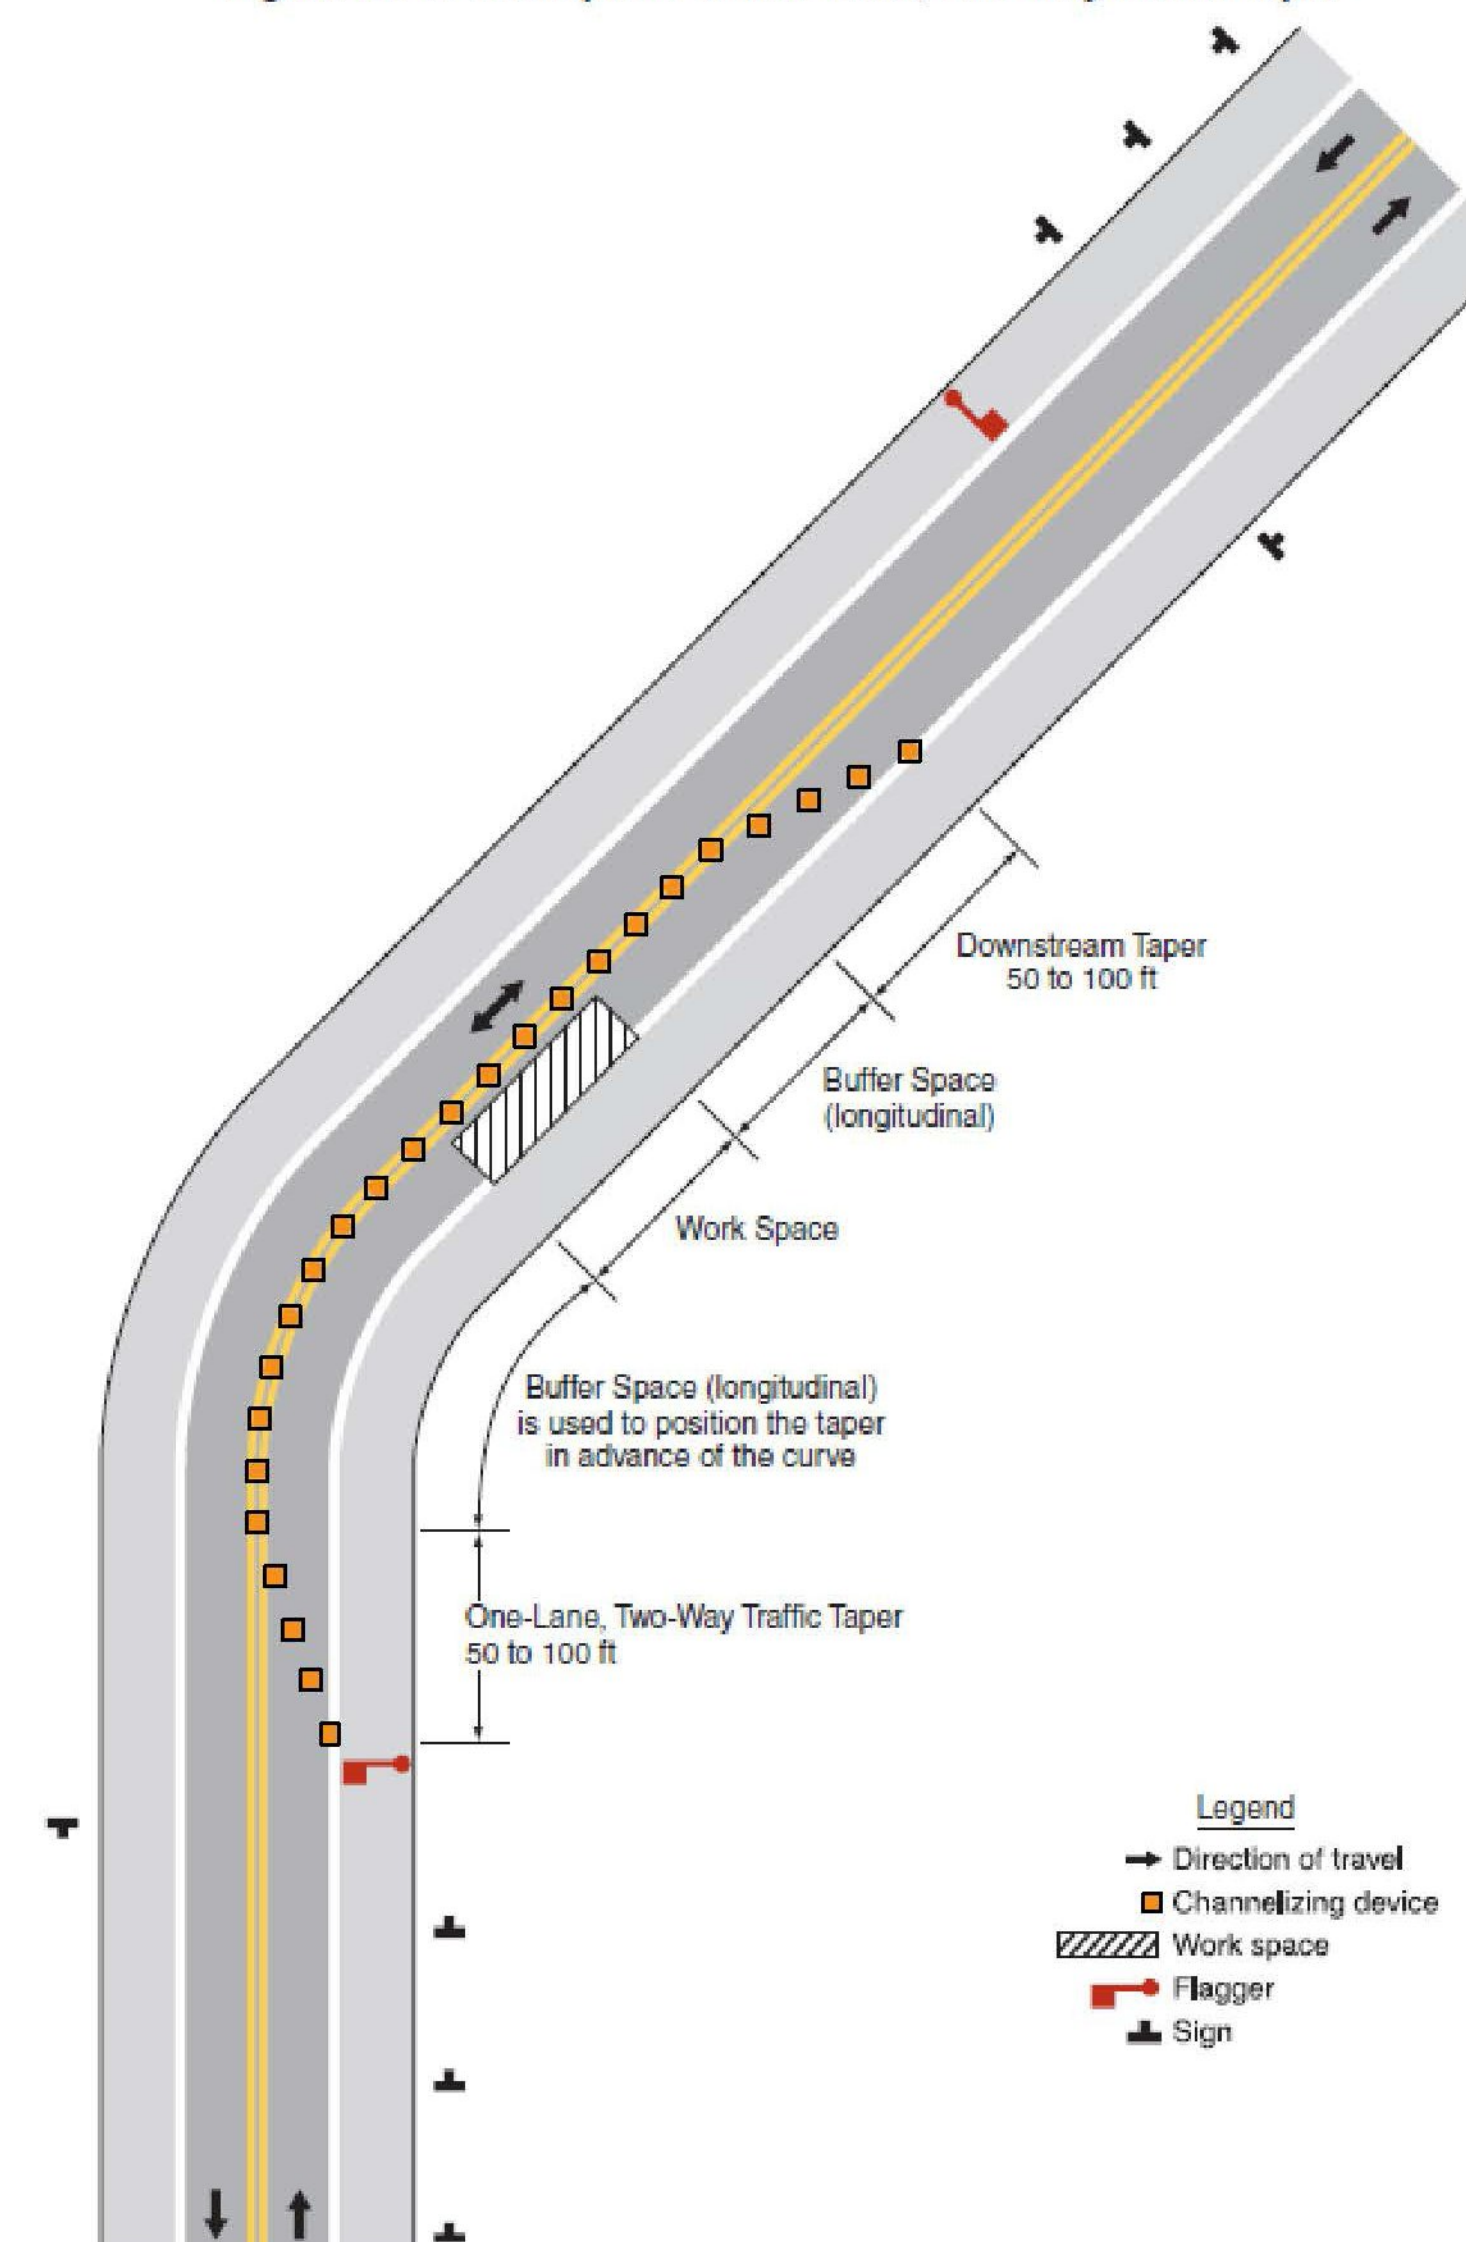 Downstream Taper
50 to 100 ft
Buffer Space
(longitudinal)
Work Space
Buffer Space (longitudinal)
is used to position the taper
in advance of the curve
One-Lane, Two-Way Traffic Taper
50 to 100 ft
Legend
Direction of travel
Channelizing device
Work space
Flagger
Sign